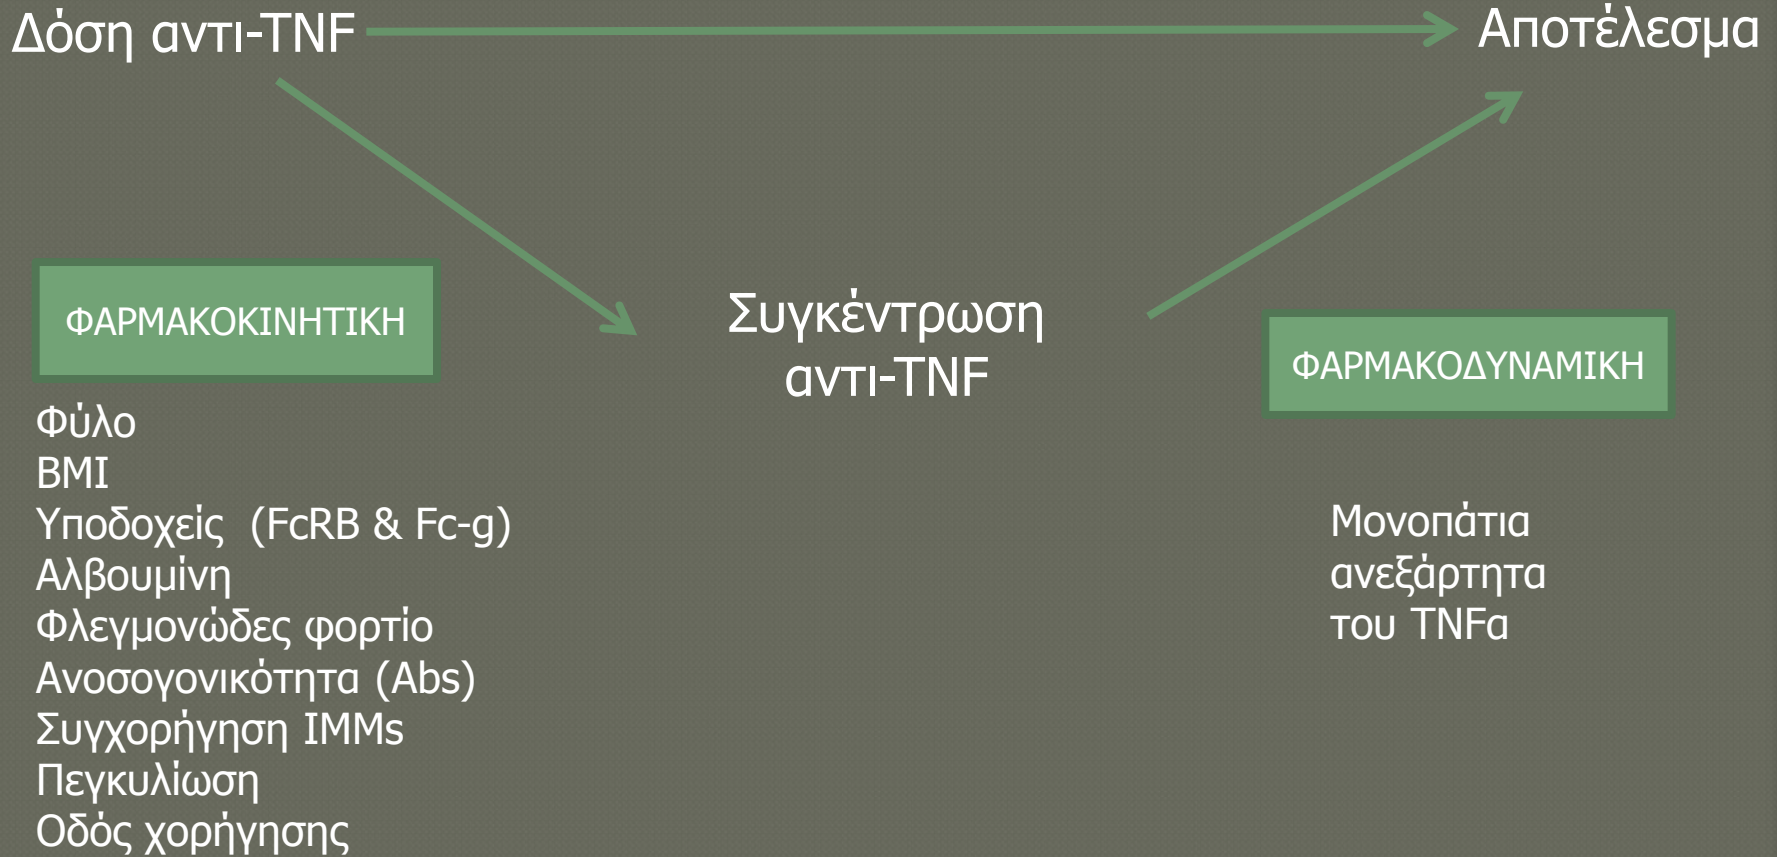 Δόση αντι-TNF
Αποτέλεσμα
ΦΑΡΜΑΚΟΚΙΝΗΤΙΚΗ
Φύλο
BMI
Υποδοχείς (FcRB & Fc-g)
Αλβουμίνη
Φλεγμονώδες φορτίο
Ανοσογονικότητα (Abs)
Συγχορήγηση IMMs
Πεγκυλίωση
Οδός χορήγησης
Συγκέντρωση
αντι-TNF
ΦΑΡΜΑΚΟΔΥΝΑΜΙΚΗ
Μονοπάτια
ανεξάρτητα
του TNFα